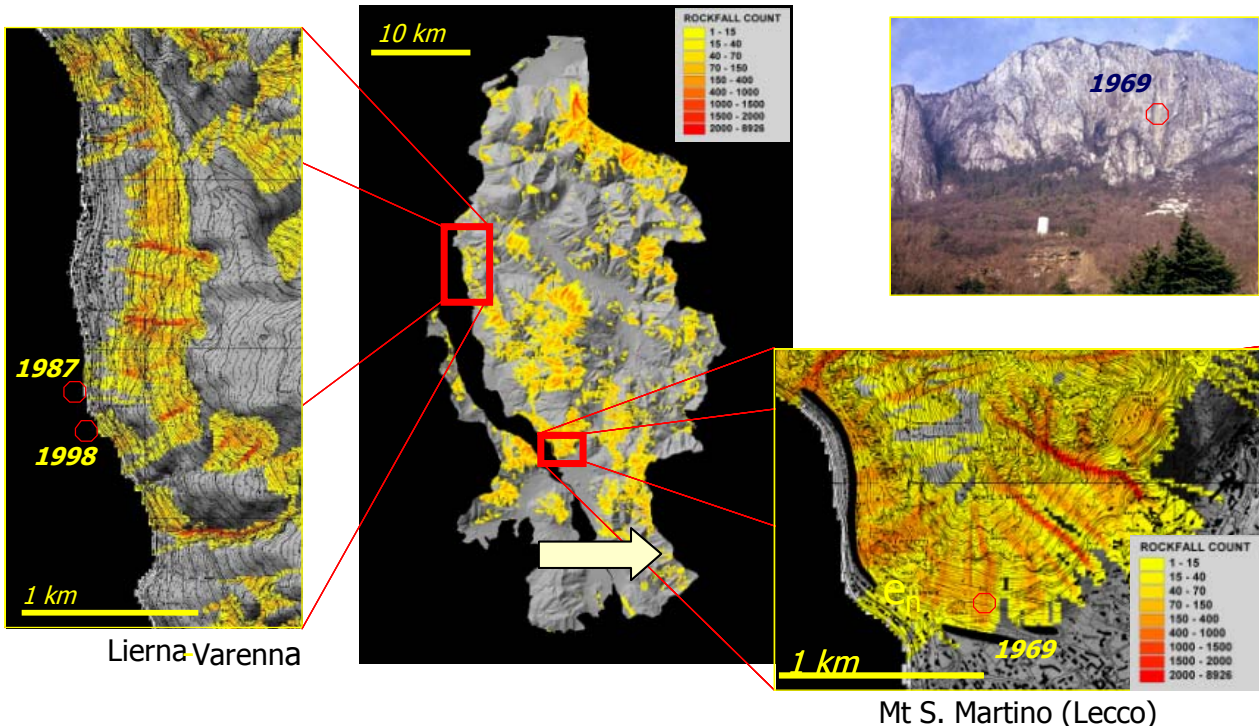 1987
1998
1 km
Lierna-Varenna
10 km
ROCKFALL COUNT
1 - 15
15 - 40
40 - 70
70 - 150
150 - 400
400 - 1000
1000 - 1500
1500 - 2000
2000 - 8926
1969
en
1969
1 km
ROCKFALL COUNT
1 - 15
15 - 40
40 - 70
70 - 150
150 - 400
400 - 1000
1000 - 1500
1500 - 2000
2000 - 8926
Mt S. Martino (Lecco)